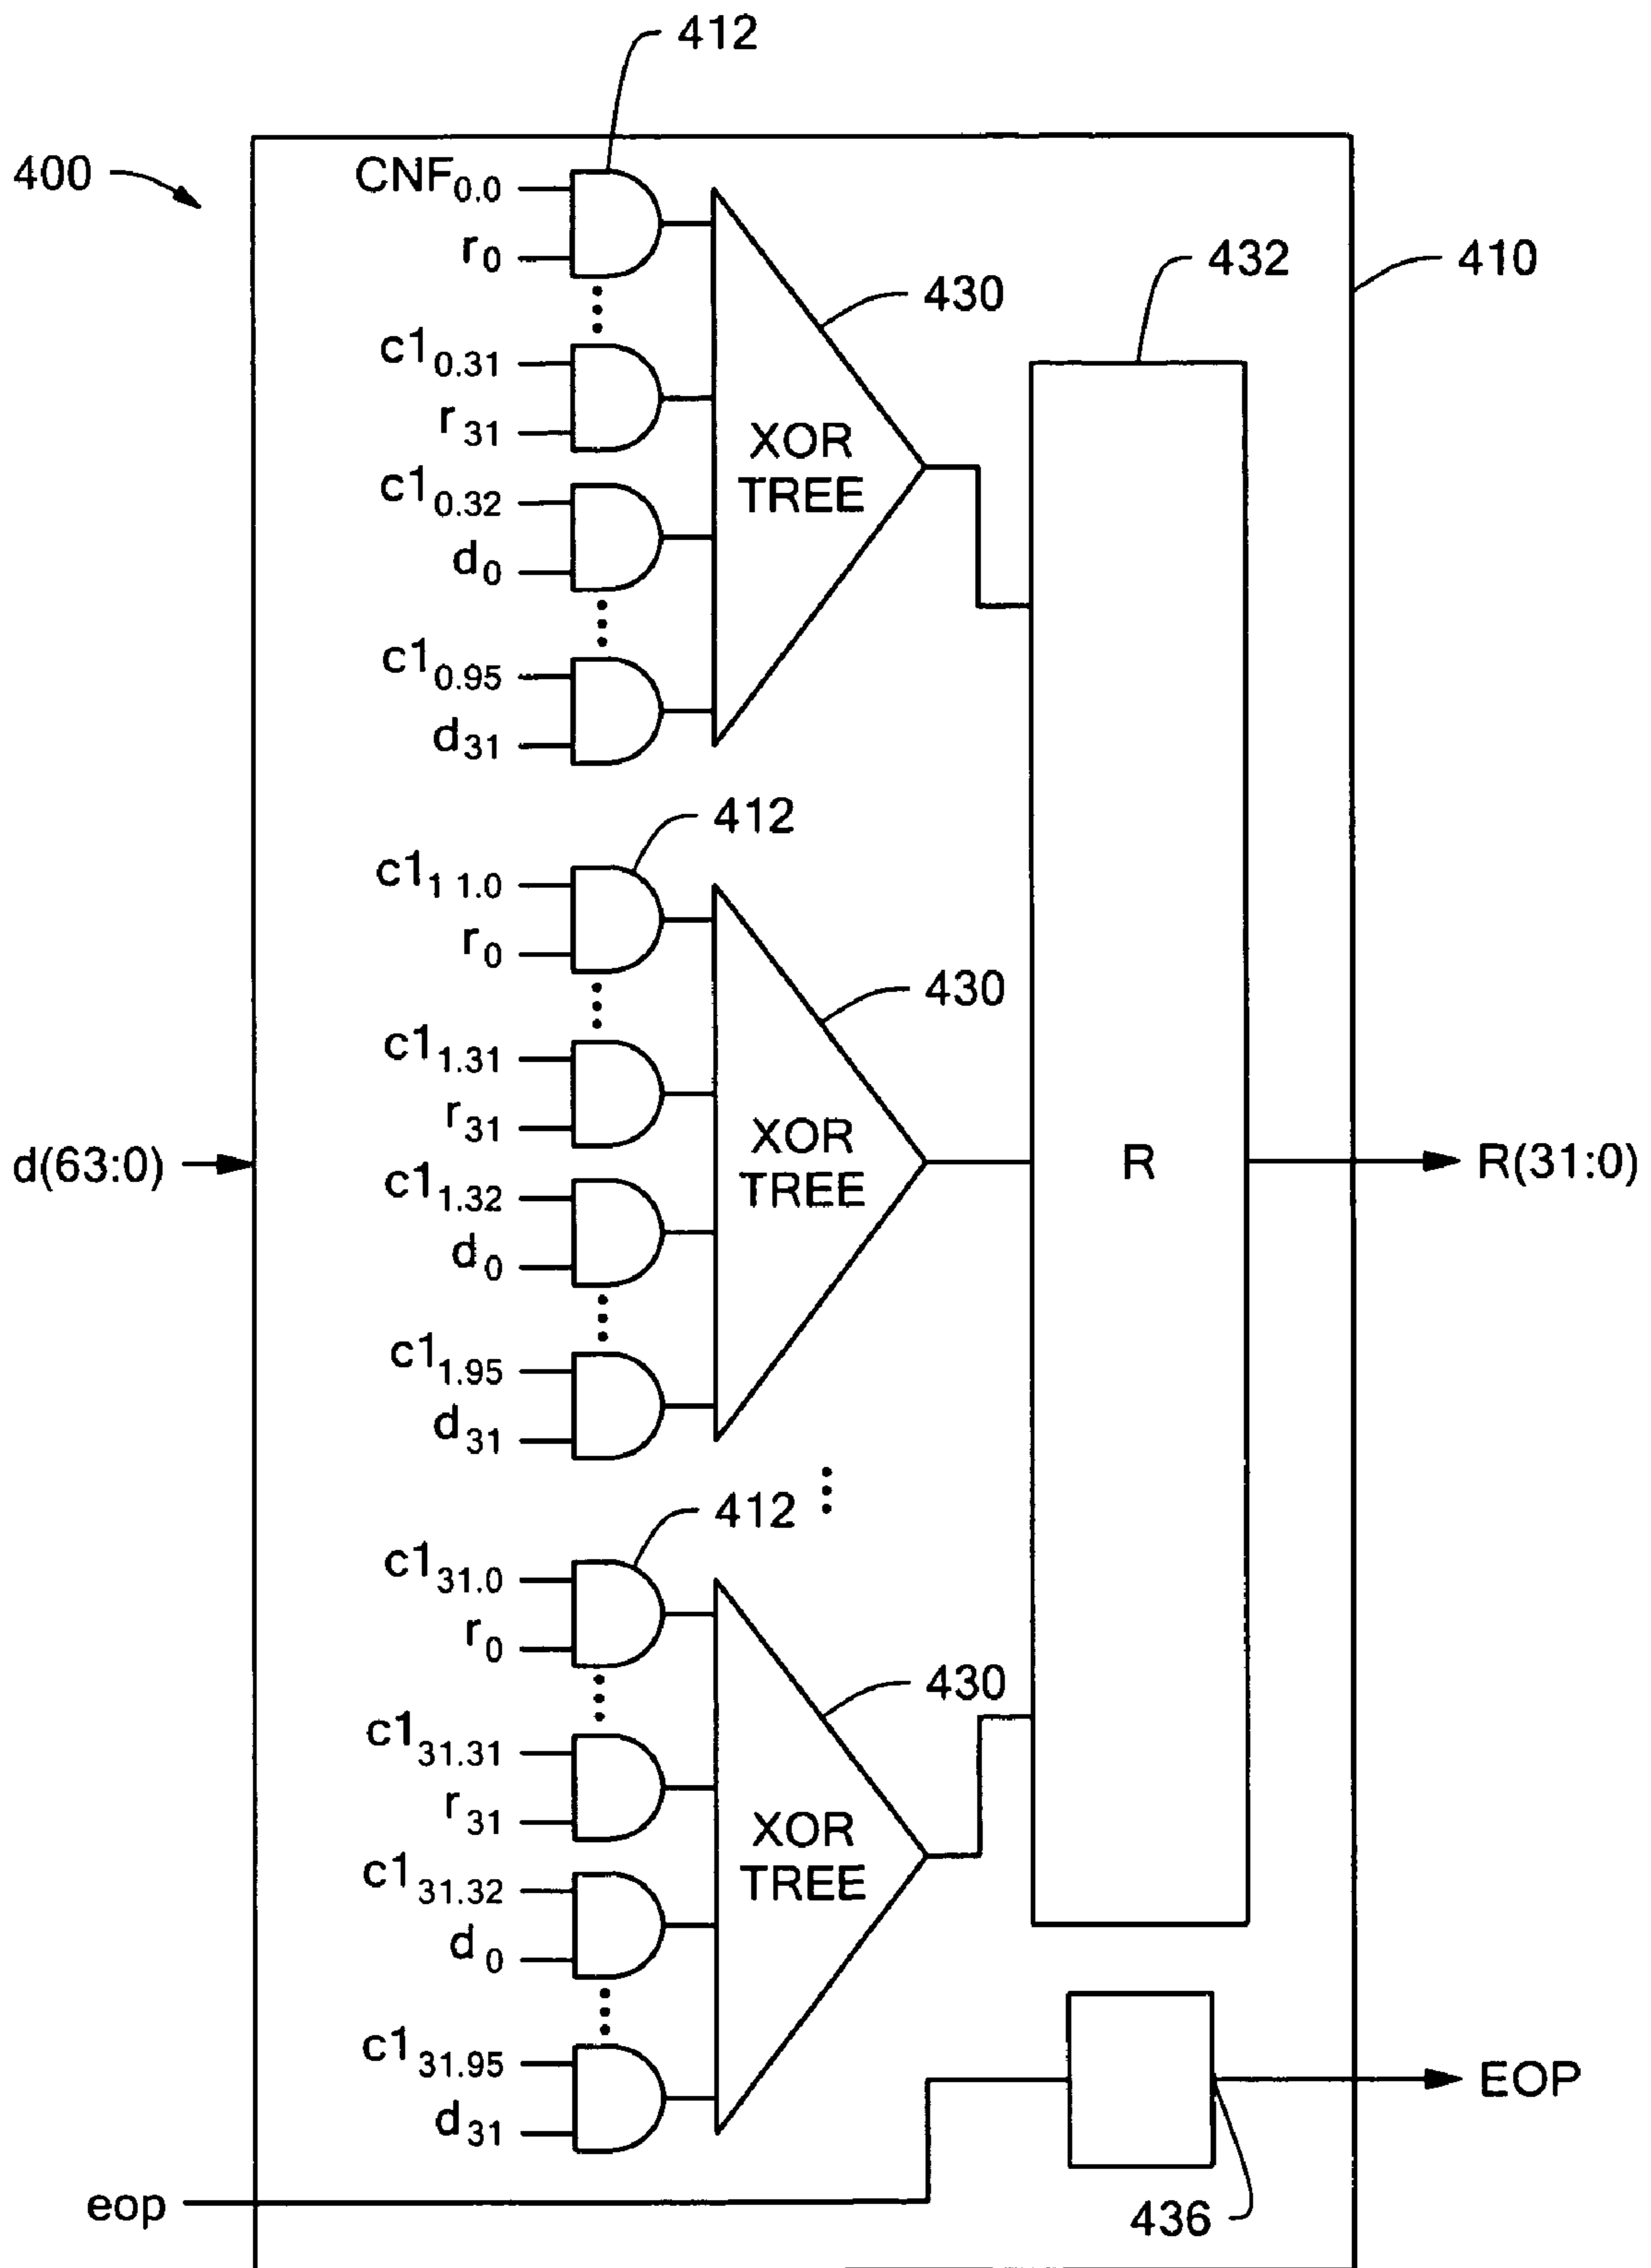 412
400
CNF0,0
r0
432
410
430
c10.31
r31
XOR
TREE
c10.32
d0
c10.95
d31
412
c11 1.0
r0
430
c11.31
r31
XOR
TREE
R
d(63:0)
R(31:0)
c11.32
d0
c11.95
d31
412
c131.0
r0
430
c131.31
r31
XOR
TREE
c131.32
d0
c131.95
d31
EOP
eop
436